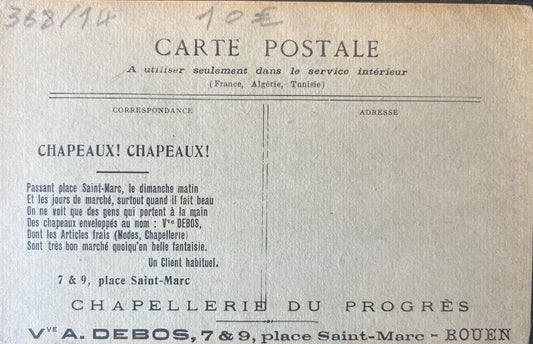 368/14 10€
CARTE POSTALE
A utiliser seulement dans le service intérieur
(France, Algérie, Tunisie)
CORRESPONDANCE ADRESSE
CHAPEAUX! CHAPEAUX!
Passant place Saint-Marc, le dimanche matin
Et les jours de marché, surtout quand il fait beau
On ne voit que des gens qui portent à la main
Des chapeaux enveloppés au nom : Vve DEBOS,
Dont les Articles frais (Modes, Chapellerie)
Sont très bon marché quoiqu'en belle fantaisie.
Un Client habituel.
7 & 9, place Saint-Marc
CHAPELLERIE DU PROGRÈS
VVE A. DEBOS, 7 & 9, place Saint-Marc - ROUEN